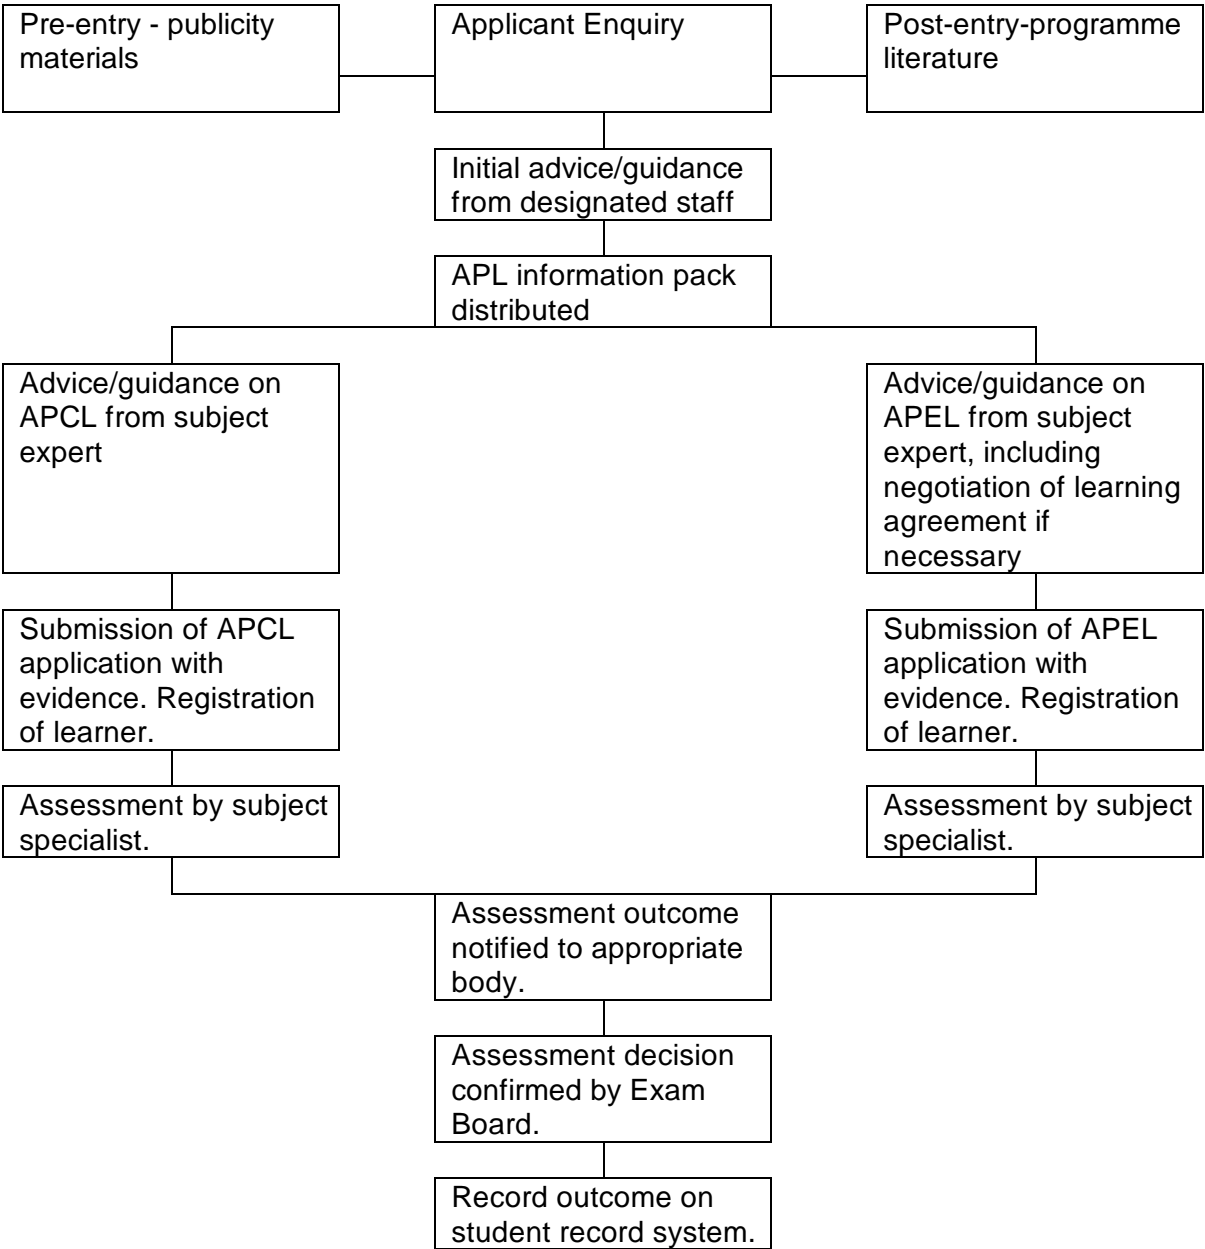 Pre-entry - publicity
materials
Applicant Enquiry
Post-entry-programme
literature
Initial advice/guidance
from designated staff
APL information pack
distributed
Advice/guidance on
APCL from subject
expert
Advice/guidance on
APEL from subject
expert, including
negotiation of learning
agreement if
necessary
Submission of APCL
application with
evidence. Registration
of learner.
Submission of APEL
application with
evidence. Registration
of learner.
Assessment by subject
specialist.
Assessment by subject
specialist.
Assessment outcome
notified to appropriate
body.
Assessment decision
confirmed by Exam
Board.
Record outcome on
student record system.